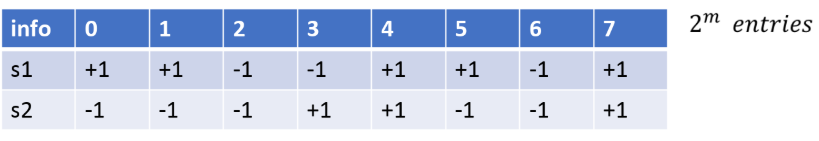 info 0 1 2 3 4 5 6 7 2^m entries
s1 +1 +1 -1 -1 +1 +1 -1 +1
s2 -1 -1 -1 +1 +1 -1 -1 +1